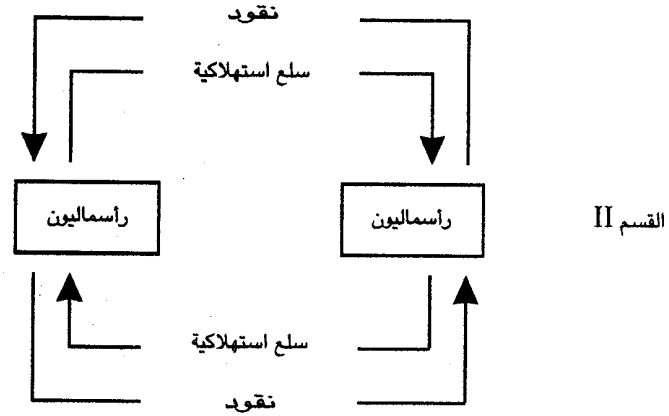 نقود
سلع استهلاكية
القسم II
رأسماليون
رأسماليون
سلع استهلاكية
نقود